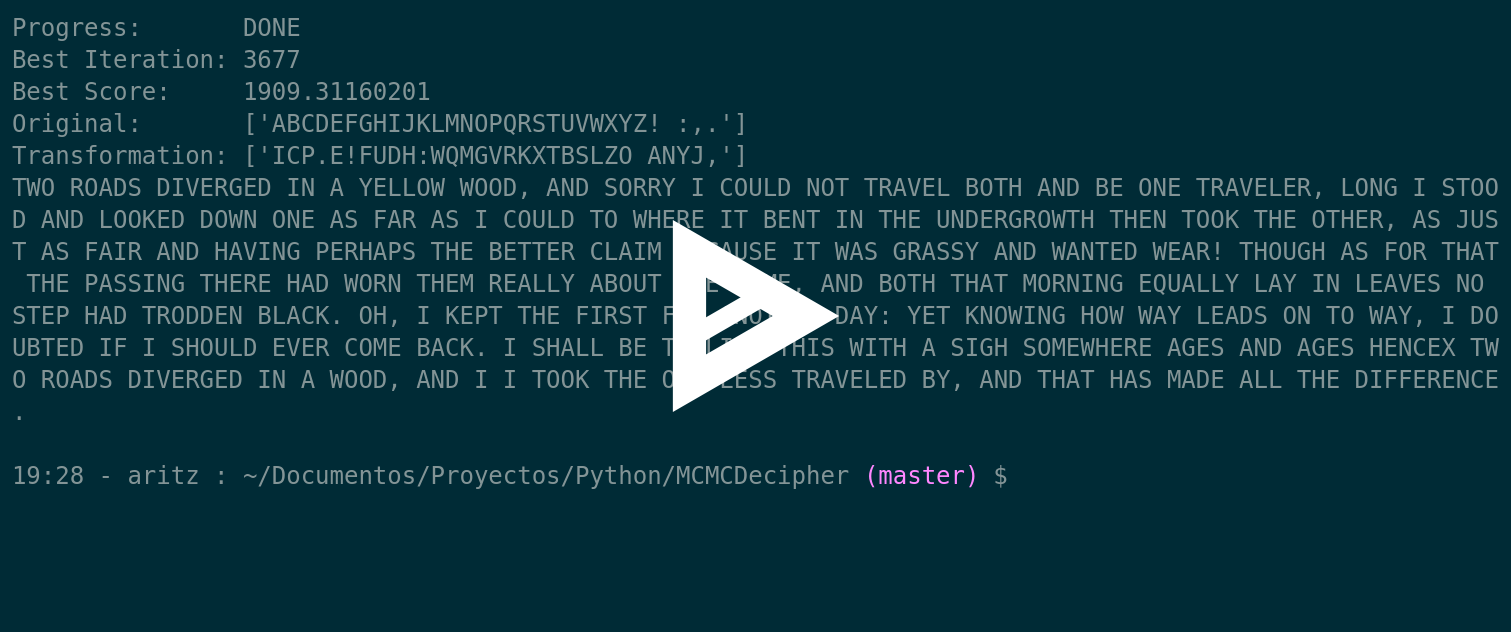 Progress: DONE
Best Iteration: 3677
Best Score: 1909.31160201
Original: ['ABCDEFGHIJKLMNOPQRSTUVWXYZ! :,.']
Transformation: ['ICP.E!FUDH:WQMGVRKXTBSLZO ANYJ,']
TWO ROADS DIVERGED IN A YELLOW WOOD, AND SORRY I COULD NOT TRAVEL BOTH AND BE ONE TRAVELER, LONG I STOO
D AND LOOKED DOWN ONE AS FAR AS I COULD TO WHERE IT BENT IN THE UNDERGROWTH THEN TOOK THE OTHER, AS JUS
T AS FAIR AND HAVING PERHAPS THE BETTER CLAIM IT WAS GRASSY AND WANTED WEAR! THOUGH AS FOR THAT
THE PASSING THERE HAD WORN THEM REALLY ABOUT AND BOTH THAT MORNING EQUALLY LAY IN LEAVES NO
STEP HAD TRODDEN BLACK. OH, I KEPT THE FIRST DAY: YET KNOWING HOW WAY LEADS ON TO WAY, I DO
UBTED IF I SHOULD EVER COME BACK. I SHALL BE THIS WITH A SIGH SOMEWHERE AGES AND AGES HENCEX TW
O ROADS DIVERGED IN A WOOD, AND I I TOOK THE LESS TRAVELED BY, AND THAT HAS MADE ALL THE DIFFERENCE
.
19:28 - aritz : ~/Documentos/Proyectos/Python/MCMCDecipher (master) $